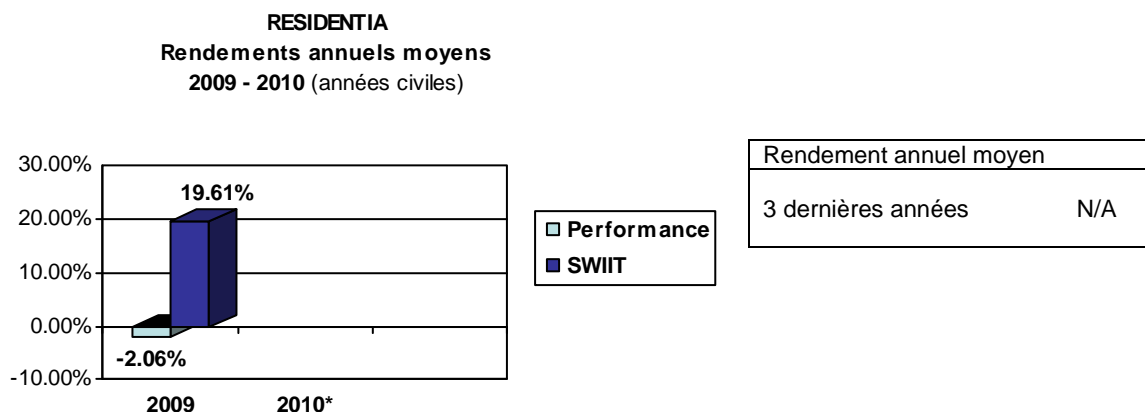 RESIDENTIA
Rendements annuels moyens
2009 - 2010 (années civiles)
30.00%
20.00%
10.00%
0.00%
-10.00%
19.61%
-2.06%
2009 2010*
Performance
SWIIT
Rendement annuel moyen
3 dernières années N/A